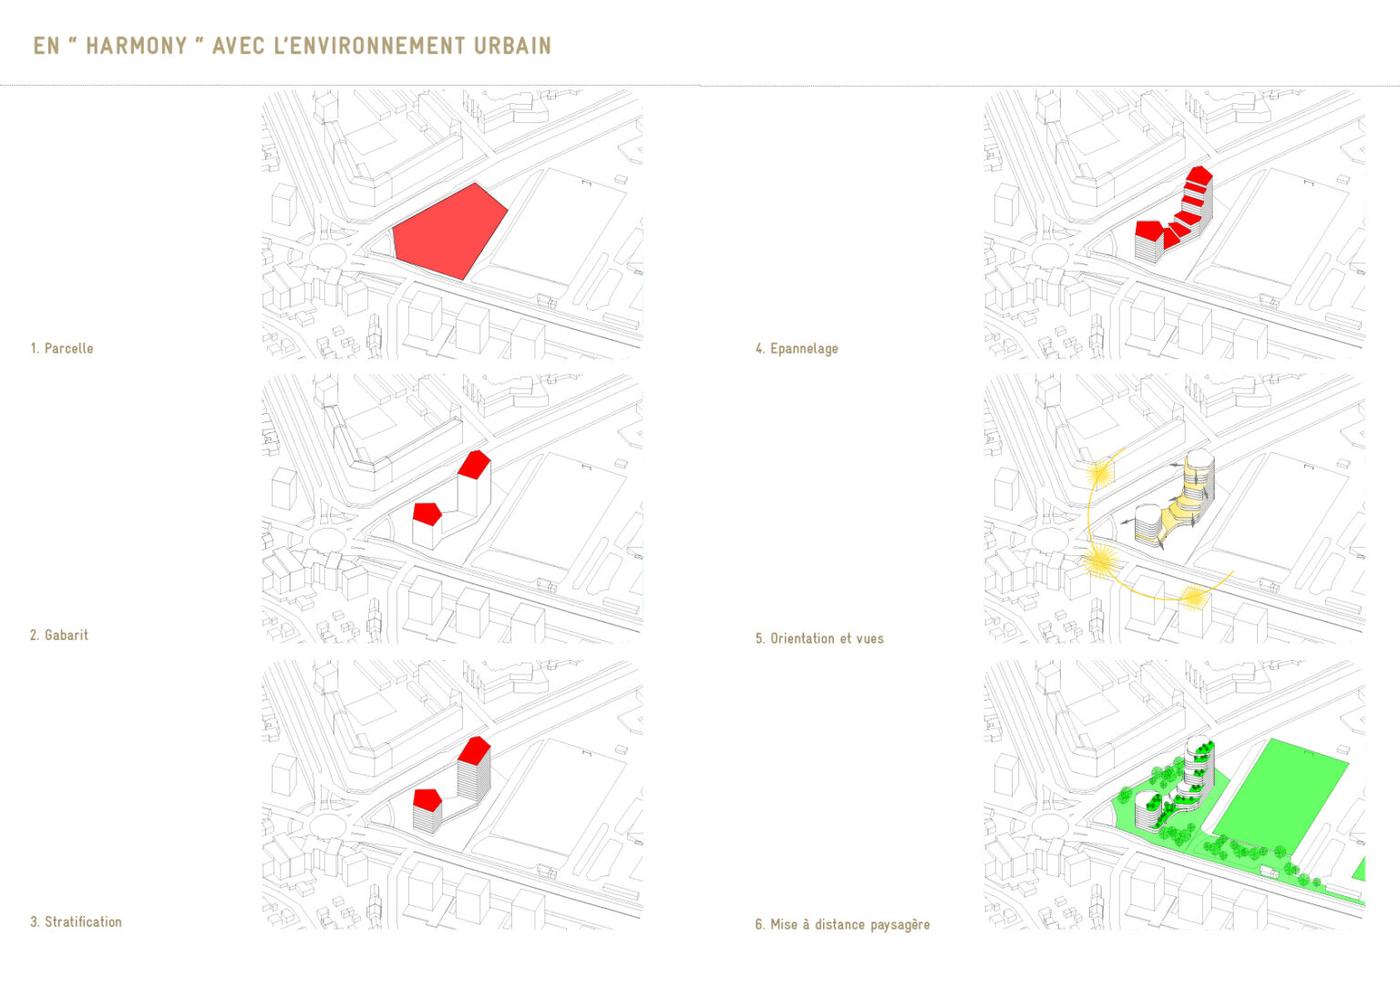 EN “ HARMONY “ AVEC L’ENVIRONNEMENT URBAIN
1. Parcelle
2. Gabarit
3. Stratification
4. Epannelage
5. Orientation et vues
6. Mise à distance paysagère